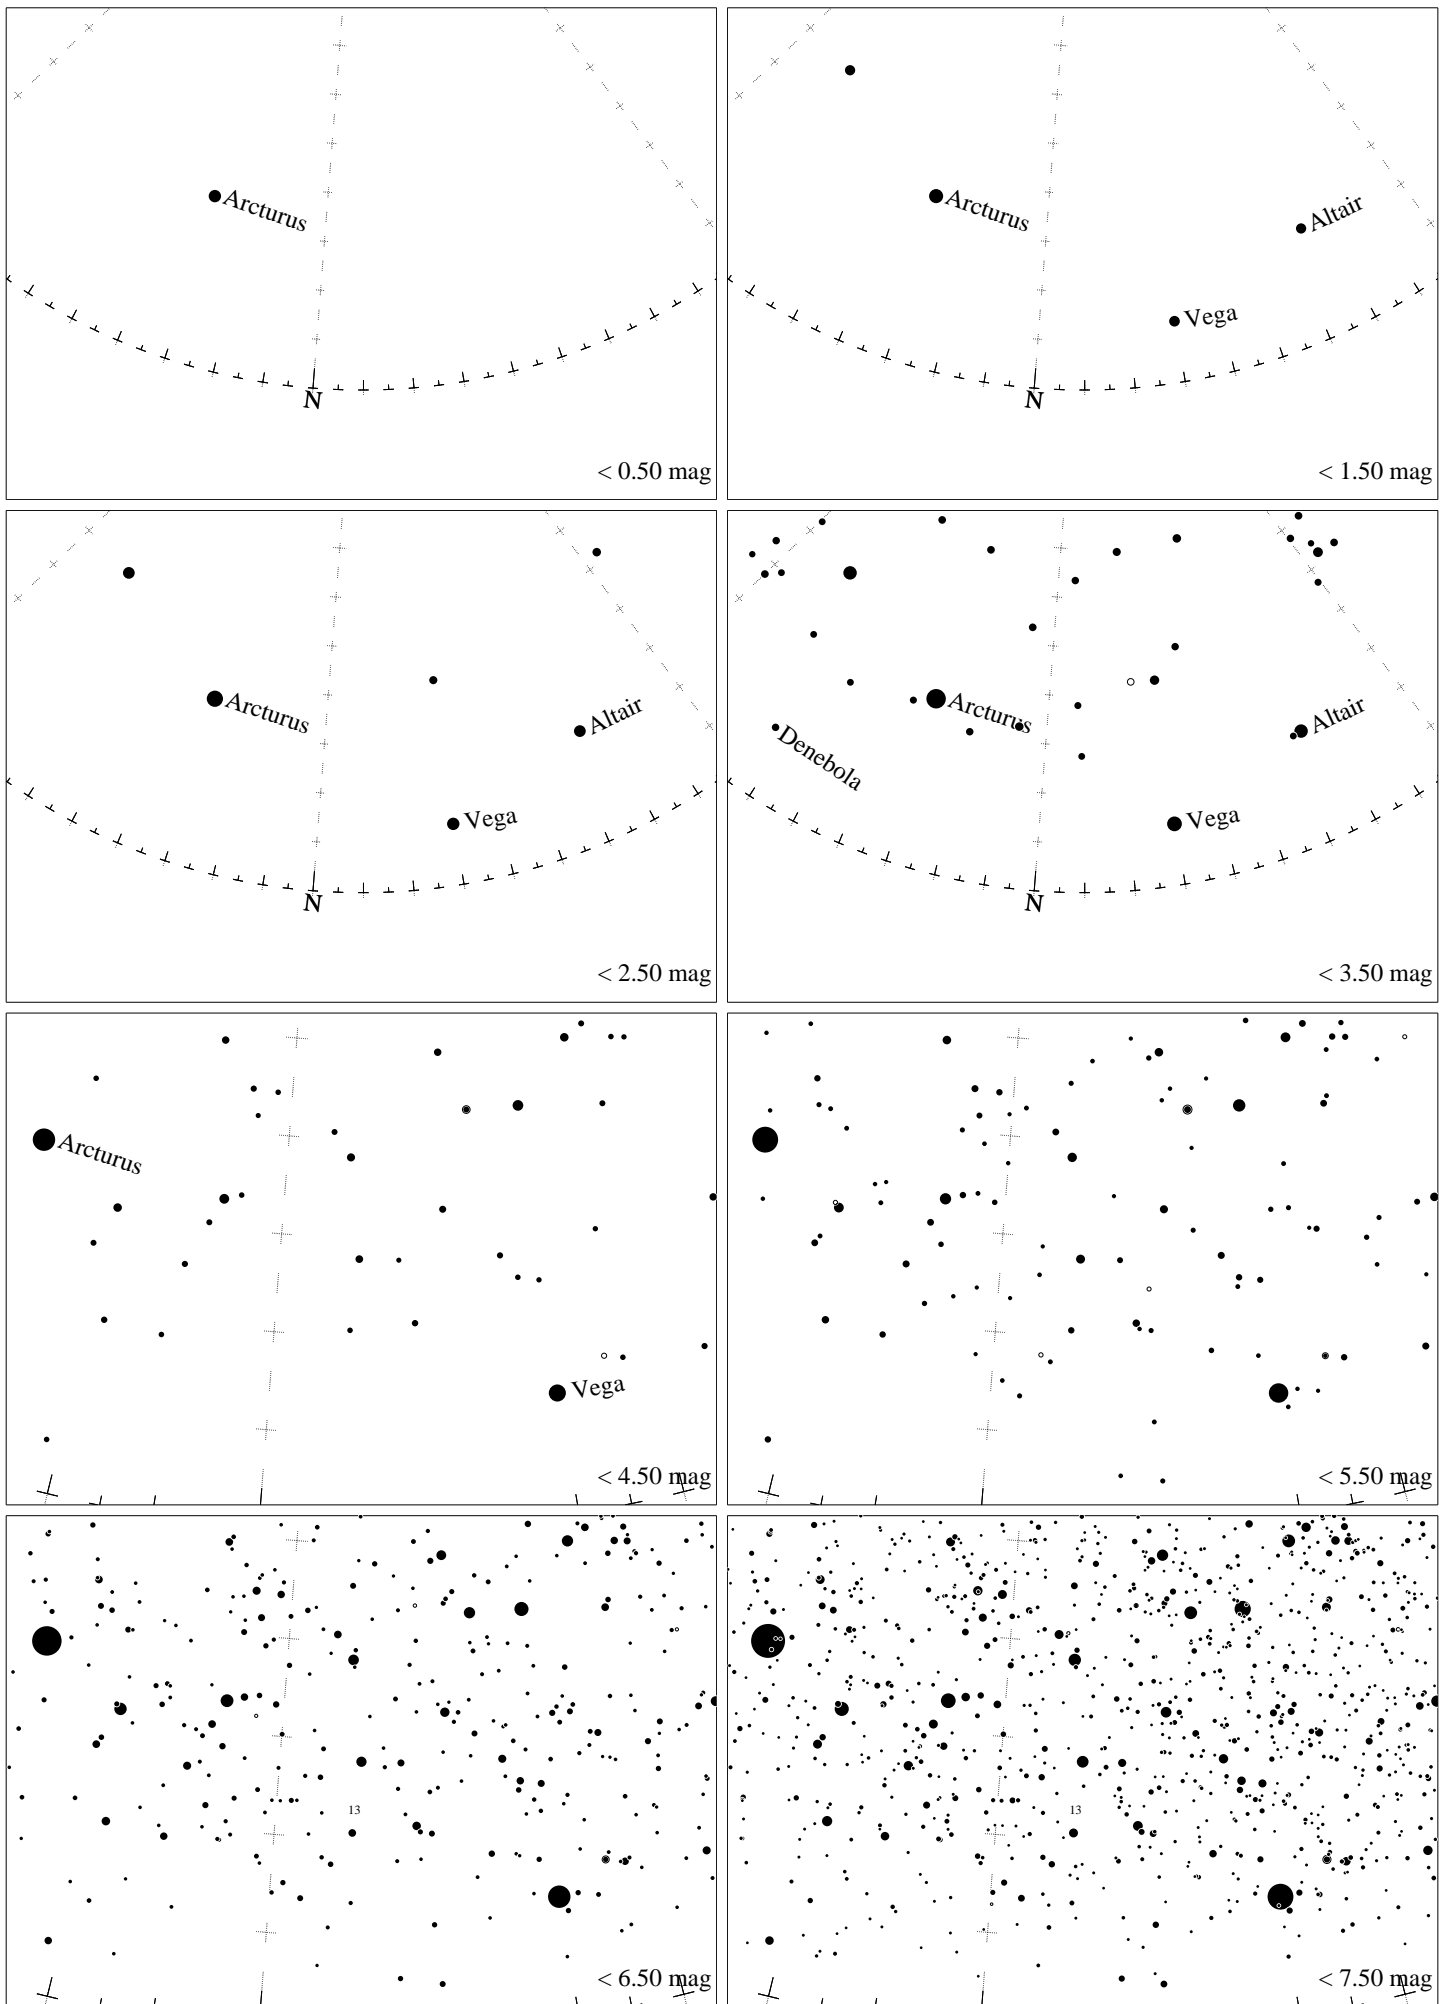 Arcturus
N
< 0.50 mag
Arcturus
Altair
Vega
N
< 1.50 mag
Arcturus
Altair
Vega
N
< 2.50 mag
Arcturus
Altair
Denebola
Vega
N
< 3.50 mag
Arcturus
Vega
< 4.50 mag
< 5.50 mag
13
< 6.50 mag
13
< 7.50 mag